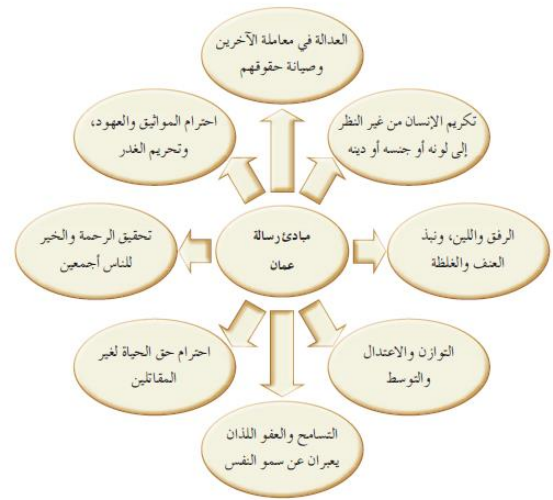 العدالة في معاملة الآخرين
وصيانة حقوقهم
تكريم الإنسان من غير النظر
إلى لونه أو جنسه أو دينه
احترام المواثيق والعهود،
وتحريم الغدر
الرفق واللين، ونبذ
العنف والغلظة
مبادئ رسالة
عمان
تحقيق الرحمة والخير
للناس أجمعين
التوازن والاعتدال
والتوسط
احترام حق الحياة لغير
المقاتلين
التسامح والعفو اللذان
يعبران عن سمو النفس